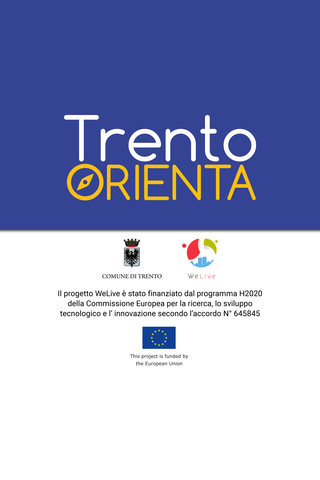 Trento
ORIENTA
COMUNE DI TRENTO
WeLive
Il progetto WeLive è stato finanziato dal programma H2020
della Commissione Europea per la ricerca, lo sviluppo
tecnologico e l' innovazione secondo l'accordo N° 645845
This project is funded by
the European Union